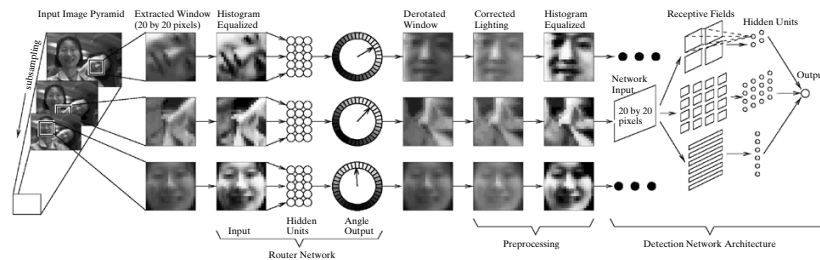 Input Image Pyramid
Extracted Window
(20 by 20 pixels)
Histogram
Equalized
Derotated
Window
Corrected
Lighting
Histogram
Equalized
Receptive Fields
Hidden Units
subsampling
Network
Input
Output
20 by 20
pixels
Input
Hidden
Units
Angle
Output
Router Network
Preprocessing
Detection Network Architecture